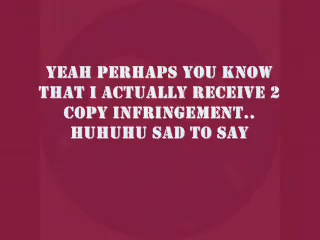 YEAH PERHAPS YOU KNOW
THAT I ACTUALLY RECEIVE 2
COPY INFRINGEMENT..
HUHUHU SAD TO SAY